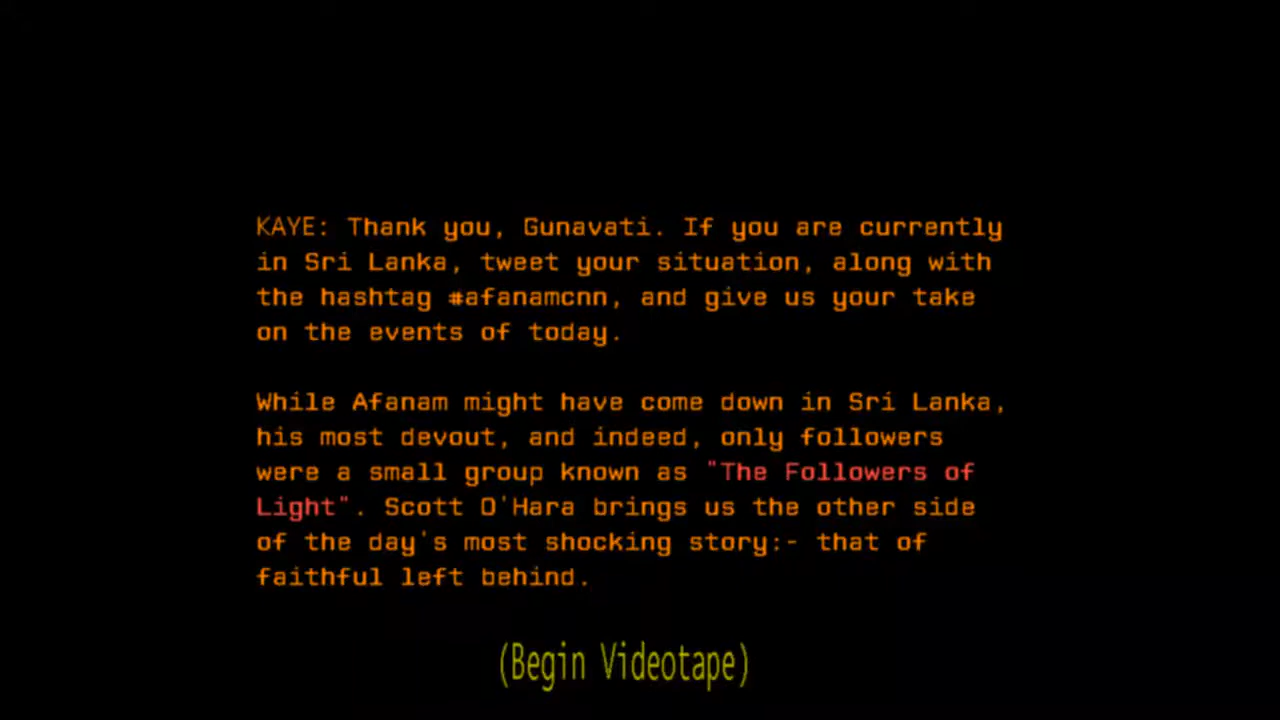 KAYE: Thank you, Gunavati. If you are currently
in Sri Lanka, tweet your situation, along with
the hashtag #afanamcnn, and give us your take
on the events of today.
While Afanam might have come down in Sri Lanka,
his most devout, and indeed, only followers
were a small group known as "The Followers of
Light". Scott O'Hara brings us the other side
of the day's most shocking story:- that of
faithful left behind.
(Begin Videotape)